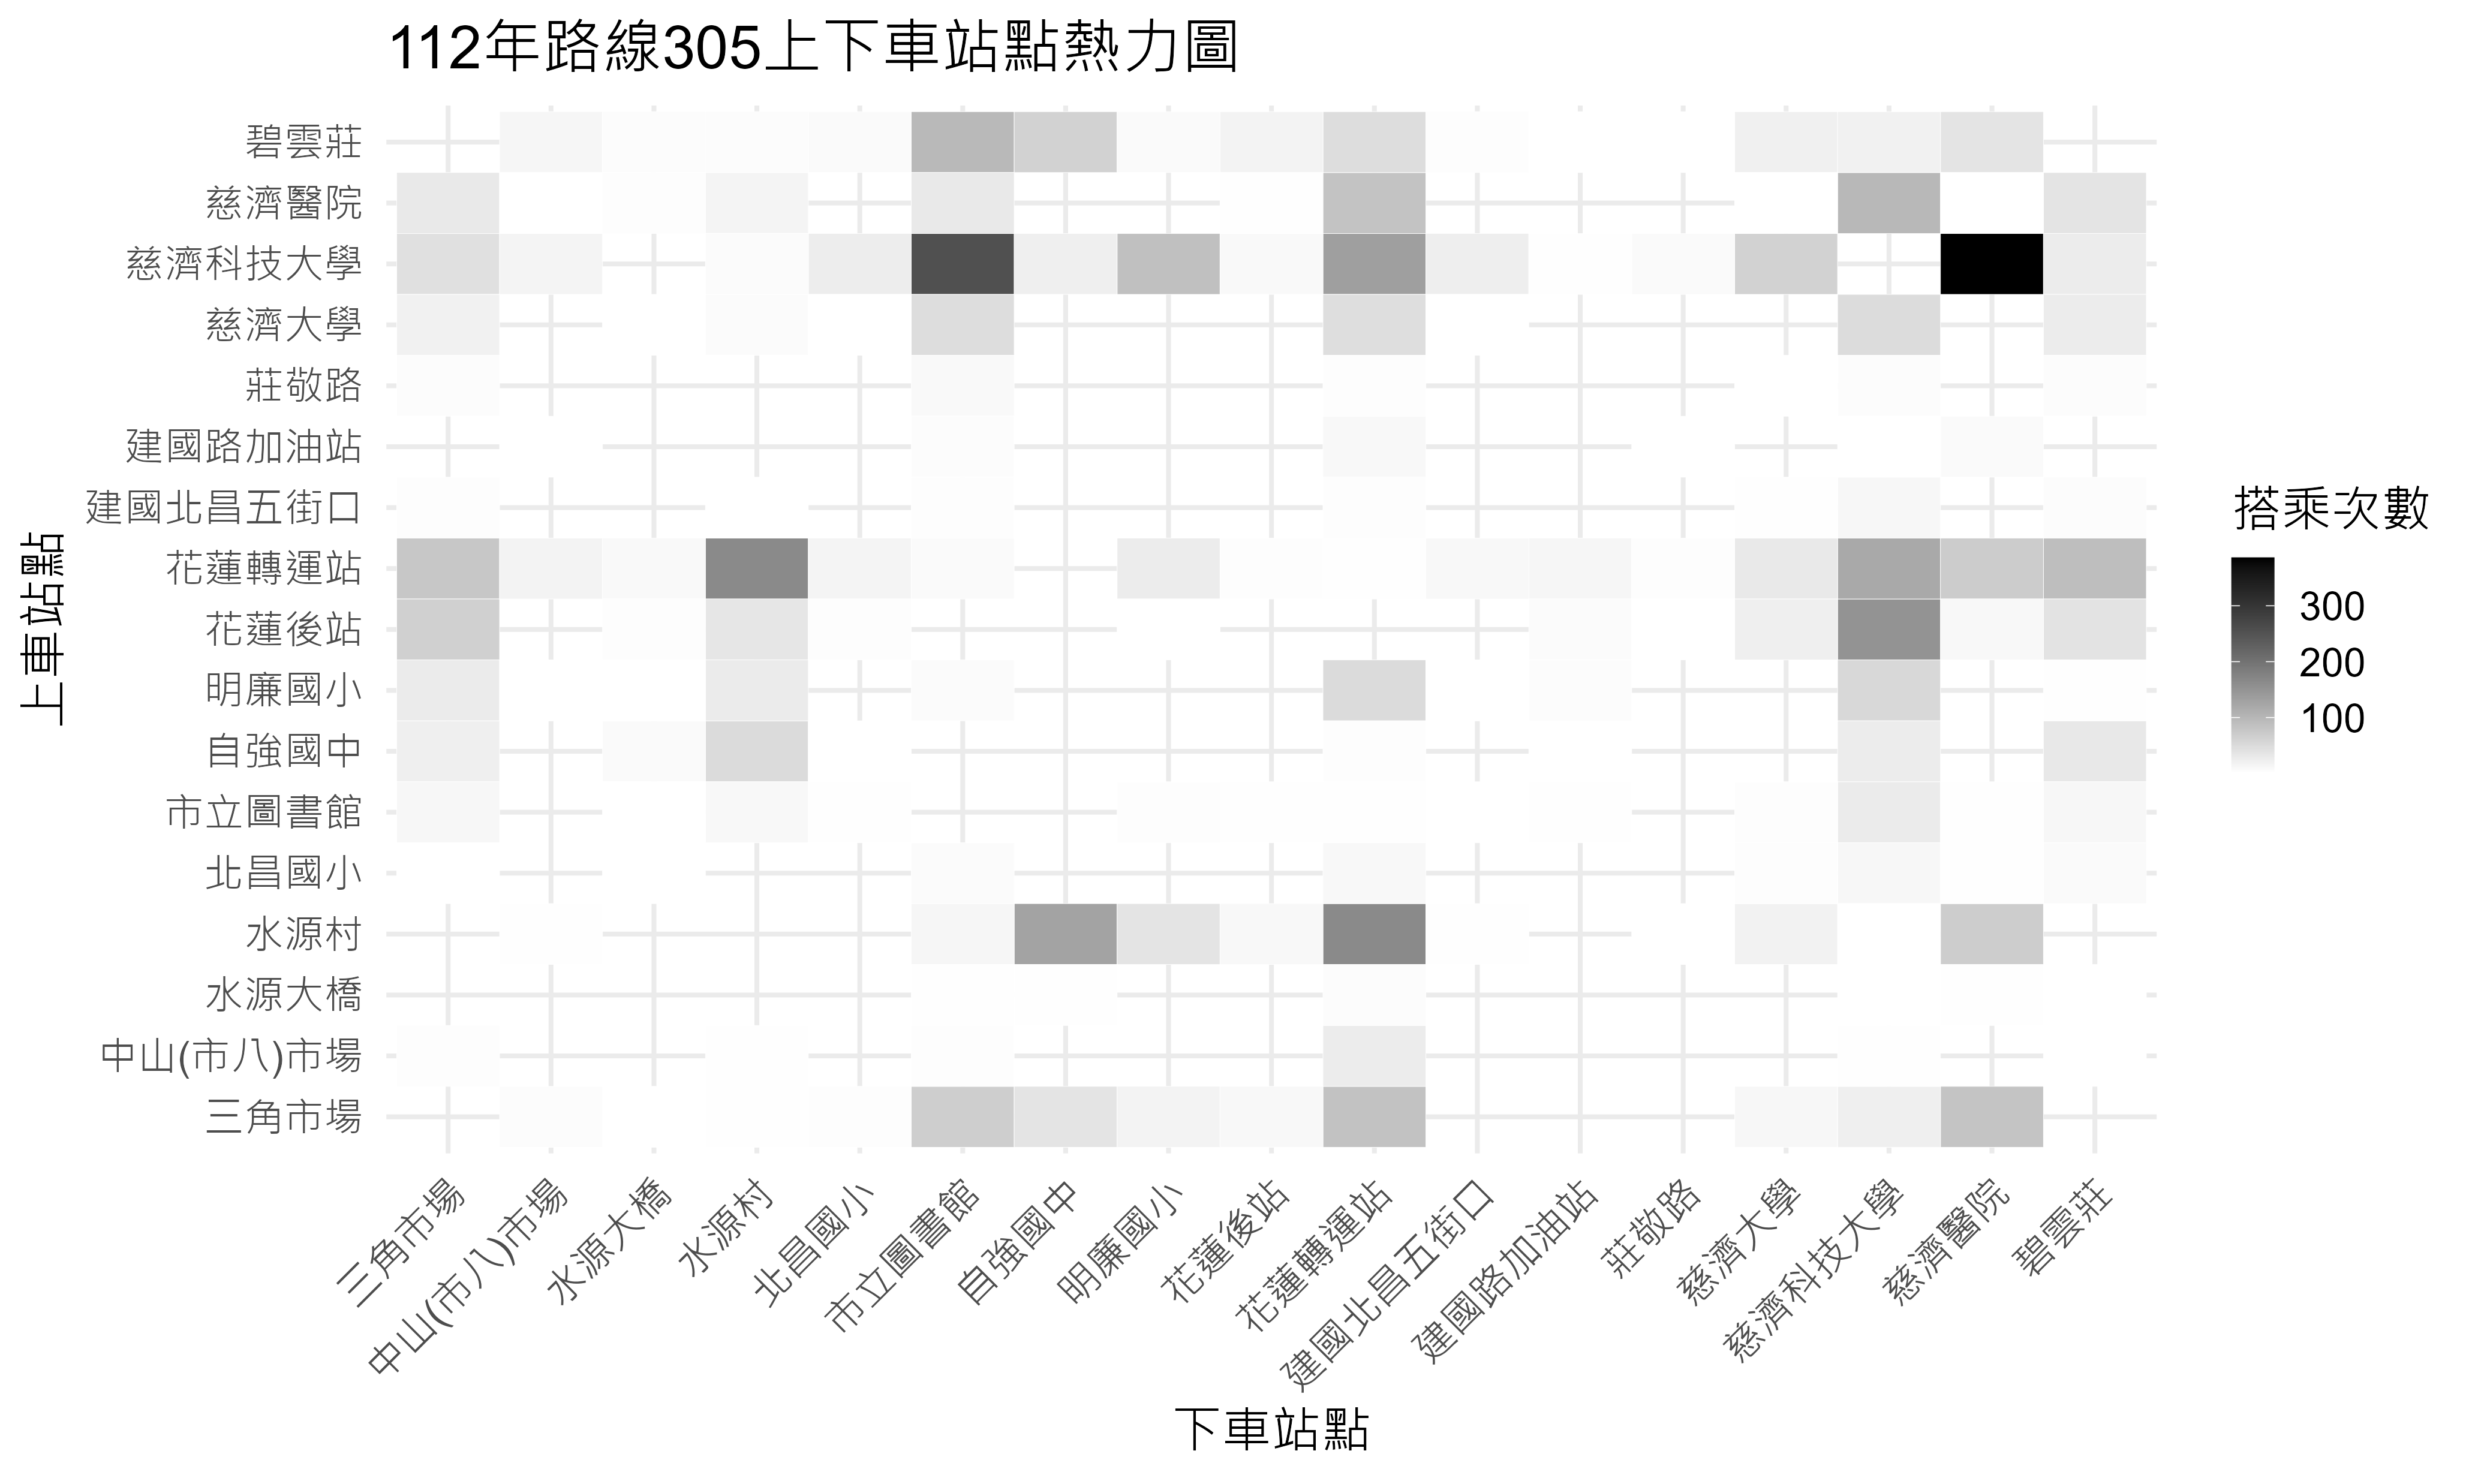 112年路線305上下車站點熱力圖
上車站點
碧雲莊
慈濟醫院
慈濟科技大學
慈濟大學
莊敬路
建國路加油站
建國北昌五街口
花蓮轉運站
花蓮後站
明廉國小
自強國中
市立圖書館
北昌國小
水源村
水源大橋
中山(市八)市場
三角市場
三角市場
中山(市八)市場
水源大橋
水源村
北昌國小
市立圖書館
自強國中
明廉國小
花蓮後站
花蓮轉運站
建國北昌五街口
建國路加油站
莊敬路
慈濟大學
慈濟科技大學
慈濟醫院
碧雲莊
下車站點
搭乘次數
300
200
100